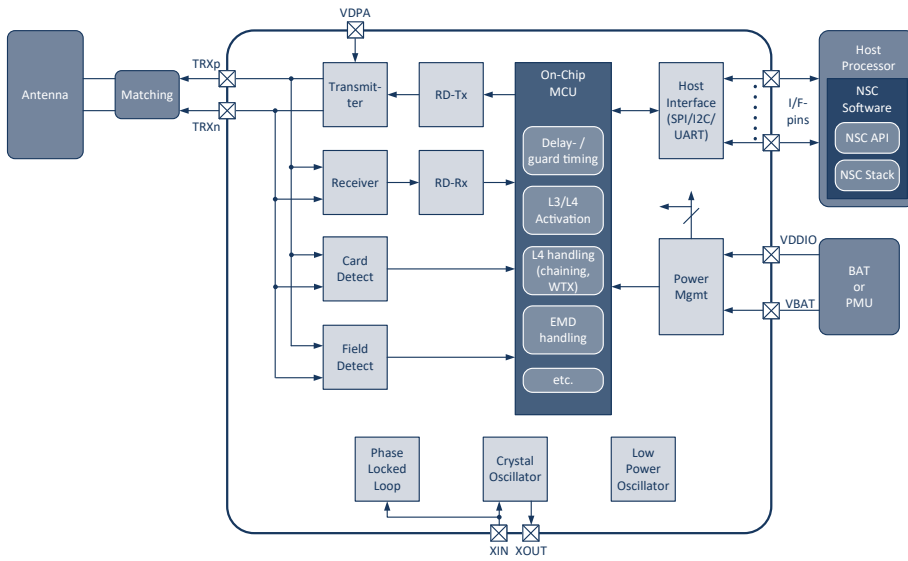 VDPA
Antenna
Matching
TRXp
TRXn
Transmit-
ter
RD-Tx
On-Chip
MCU
Delay- /
guard timing
L3/L4
Activation
L4 handling
(chaining,
WTX)
EMD
handling
etc.
Receiver
RD-Rx
Card
Detect
Field
Detect
Host
Interface
(SPI/I2C/
UART)
I/F-
pins
Host
Processor
NSC
Software
NSC API
NSC Stack
Power
Mgmt
VDDIO
VBAT
BAT
or
PMU
Phase
Locked
Loop
Crystal
Oscillator
Low
Power
Oscillator
XIN
XOUT